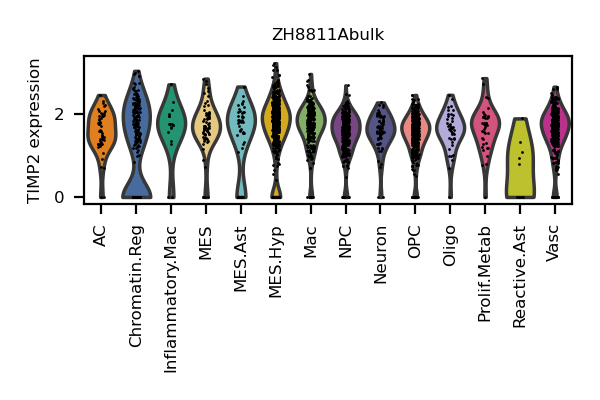 ZH8811Abulk
TIMP2 expression
2
0
AC
Chromatin.Reg
Inflammatory.Mac
MES
MES.Ast
MES.Hyp
Mac
NPC
Neuron
OPC
Oligo
Prolif.Metab
Reactive.Ast
Vasc